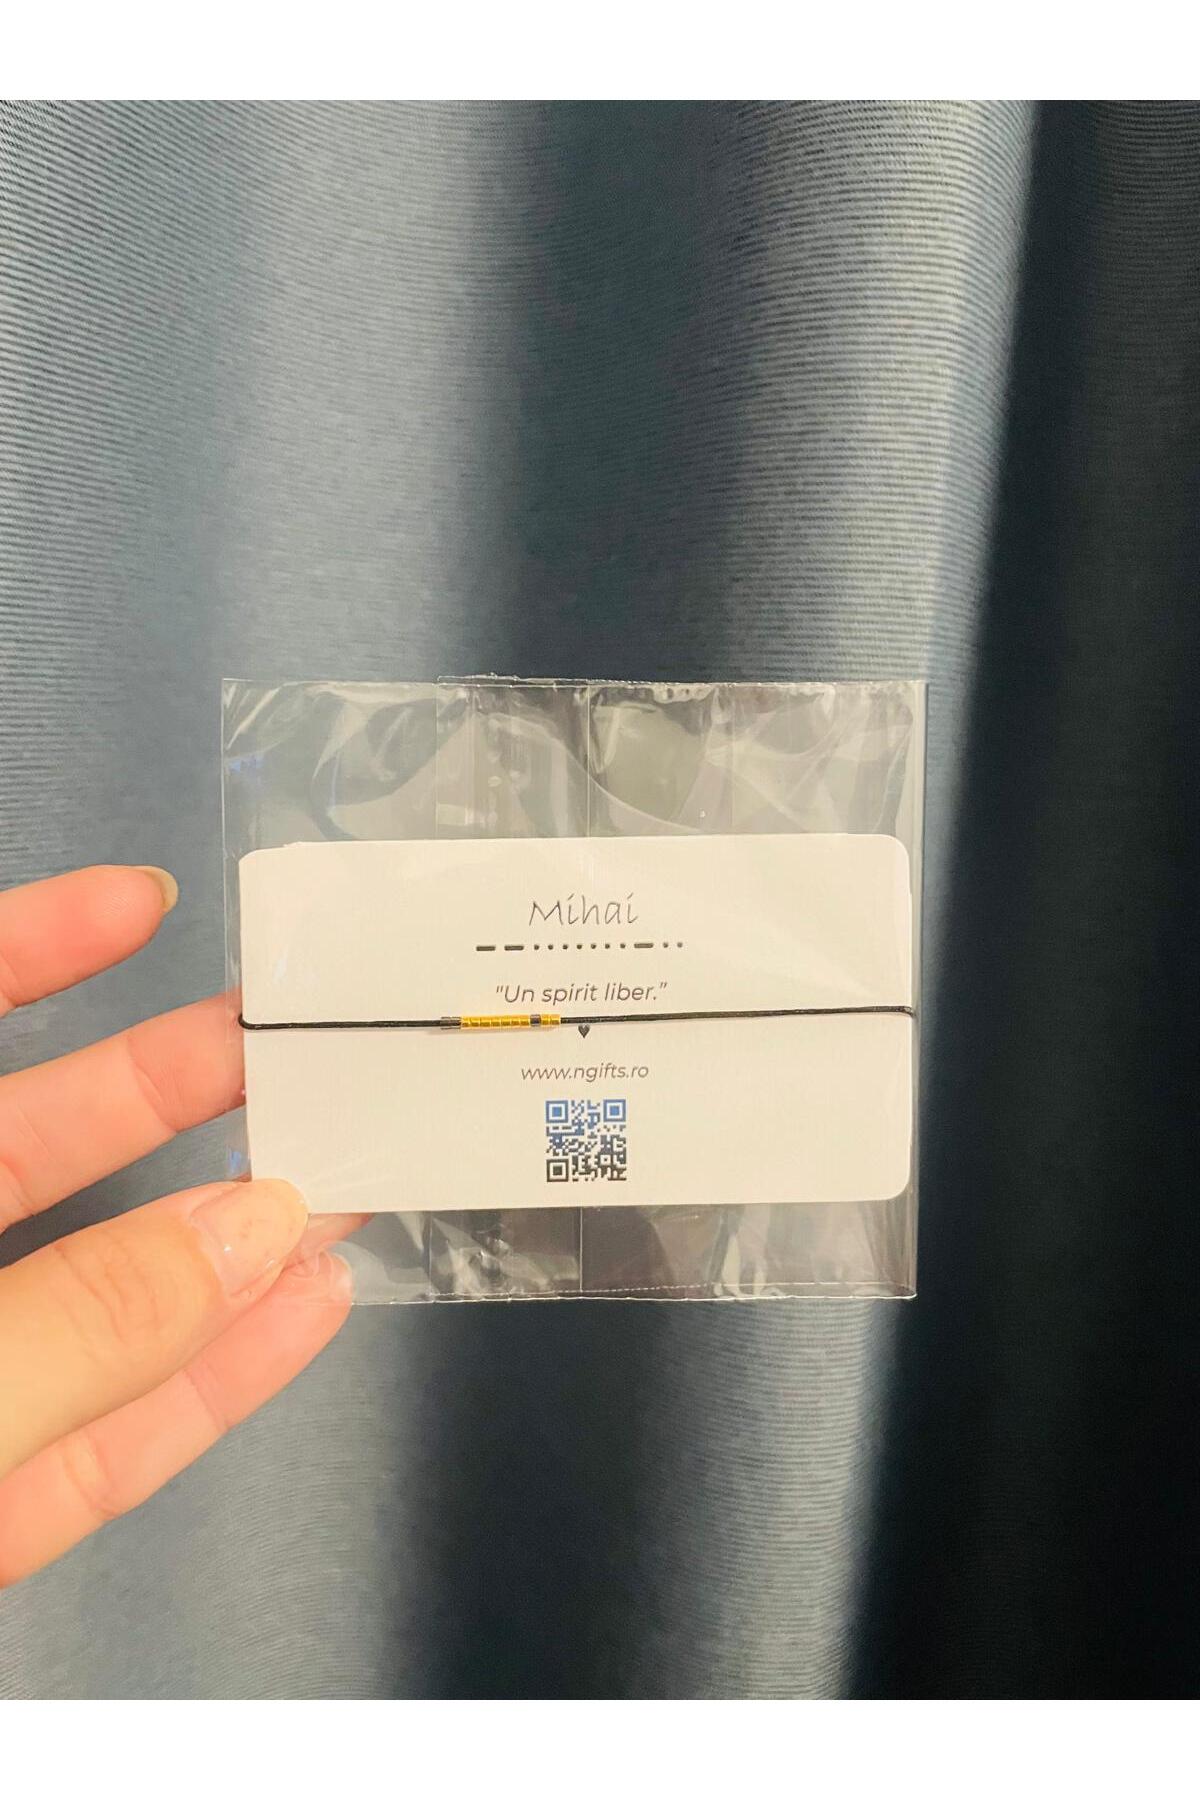 Mihai
— — · · · · · · · — · ·
"Un spirit liber."
www.ngifts.ro